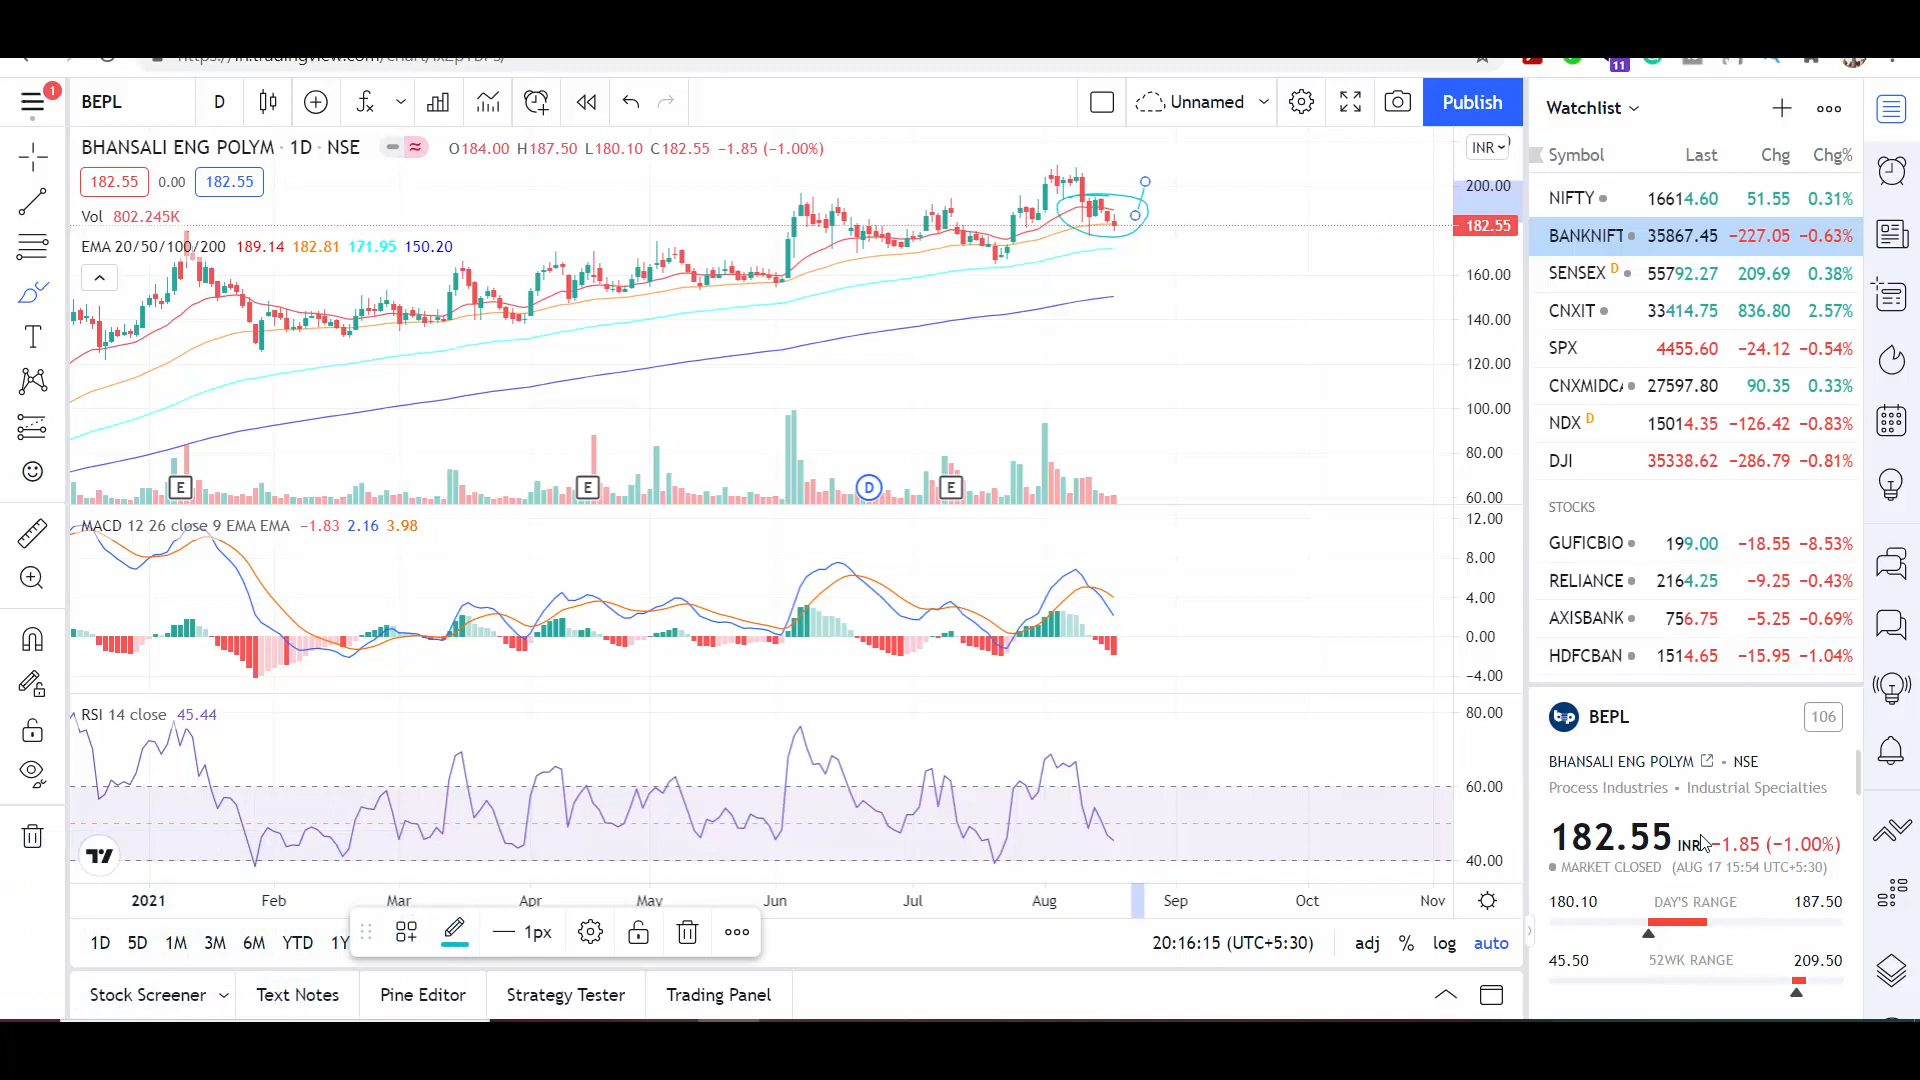 11
1
BEPL
D
Unnamed
Publish
BHANSALI ENG POLYM · 1D · NSE
O184.00 H187.50 L180.10 C182.55 −1.85 (−1.00%)
182.55 0.00 182.55
Vol 802.245K
EMA 20/50/100/200 189.14 182.81 171.95 150.20
INR
200.00
182.55
160.00
140.00
120.00
100.00
80.00
60.00
E E D E
MACD 12 26 close 9 EMA EMA −1.83 2.16 3.98
12.00
8.00
4.00
0.00
−4.00
RSI 14 close 45.44
80.00
60.00
40.00
2021 Feb Mar Apr May Jun Jul Aug Sep Oct Nov
1D 5D 1M 3M 6M YTD 1Y
1px
20:16:15 (UTC+5:30)
adj % log auto
Stock Screener
Text Notes
Pine Editor
Strategy Tester
Trading Panel
Watchlist
Symbol Last Chg Chg%
NIFTY 16614.60 51.55 0.31%
BANKNIFT 35867.45 −227.05 −0.63%
SENSEX D 55792.27 209.69 0.38%
CNXIT 33414.75 836.80 2.57%
SPX 4455.60 −24.12 −0.54%
CNXMIDCA 27597.80 90.35 0.33%
NDX D 15014.35 −126.42 −0.83%
DJI 35338.62 −286.79 −0.81%
STOCKS
GUFICBIO 199.00 −18.55 −8.53%
RELIANCE 2164.25 −9.25 −0.43%
AXISBANK 756.75 −5.25 −0.69%
HDFCBAN 1514.65 −15.95 −1.04%
BEPL
106
BHANSALI ENG POLYM • NSE
Process Industries • Industrial Specialties
182.55 INR −1.85 (−1.00%)
MARKET CLOSED (AUG 17 15:54 UTC+5:30)
180.10 DAY'S RANGE 187.50
45.50 52WK RANGE 209.50